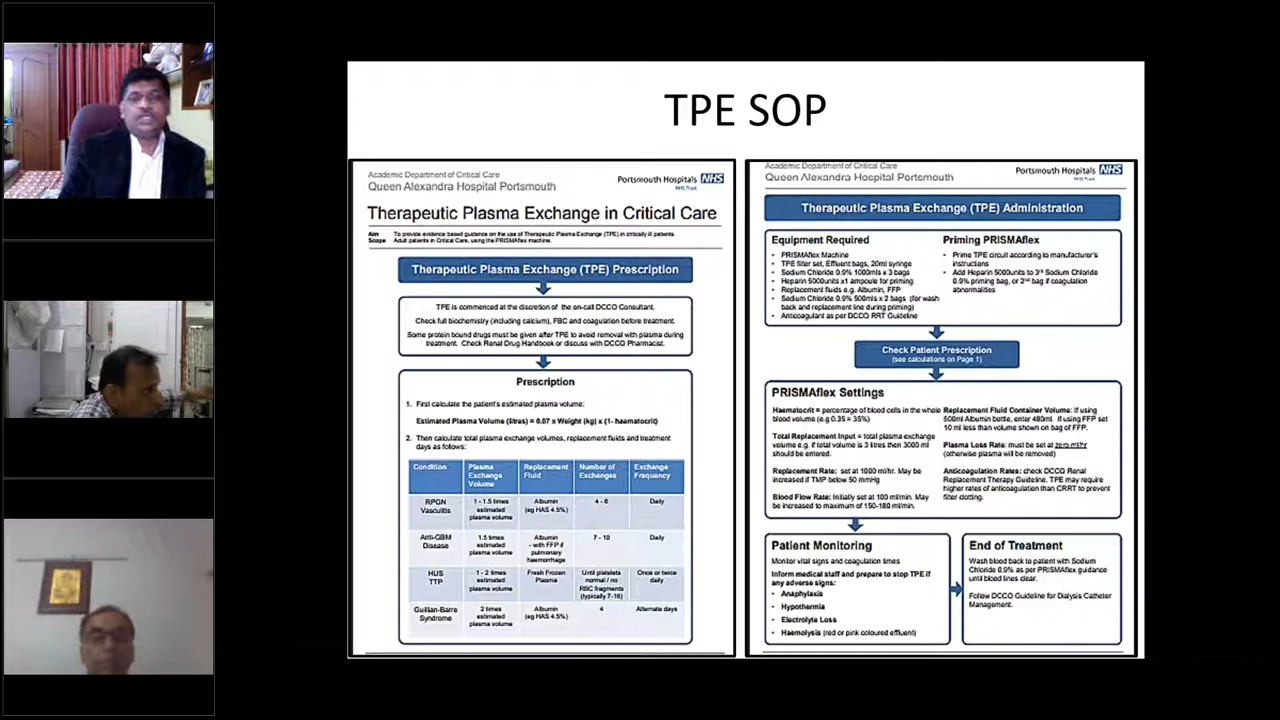 TPE SOP
Academic Department of Critical Care
Queen Alexandra Hospital Portsmouth
Portsmouth Hospitals NHS
NHS Trust
Therapeutic Plasma Exchange in Critical Care
Aim To provide evidence based guidance on the use of Therapeutic Plasma Exchange (TPE) in critically ill patients.
Scope Adult patients in Critical Care, using the PRISMAflex machine.
Therapeutic Plasma Exchange (TPE) Prescription
TPE is commenced at the discretion of the on-call DCCQ Consultant.
Check full biochemistry (including calcium), FBC and coagulation before treatment.
Some protein bound drugs must be given after TPE to avoid removal with plasma during
treatment. Check Renal Drug Handbook or discuss with DCCQ Pharmacist.
Prescription
1. First calculate the patient's estimated plasma volume:
Estimated Plasma Volume (litres) = 0.07 x Weight (kg) x (1- haematocrit)
2. Then calculate total plasma exchange volumes, replacement fluids and treatment
days as follows:
Condition
Plasma
Exchange
Volume
Replacement
Fluid
Number of
Exchanges
Exchange
Frequency
RPGN
Vasculitis
1 - 1.5 times
estimated
plasma volume
Albumin
(eg HAS 4.5%)
4 - 6
Daily
Anti-GBM
Disease
1.5 times
estimated
plasma volume
Albumin
- with FFP if
pulmonary
haemorrhage
7 - 10
Daily
HUS
TTP
1 - 2 times
estimated
plasma volume
Fresh Frozen
Plasma
Until platelets
normal / no
RBC fragments
(typically 7-16)
Once or twice
daily
Guillian-Barre
Syndrome
2 times
estimated
plasma volume
Albumin
(eg HAS 4.5%)
4
Alternate days
Academic Department of Critical Care
Queen Alexandra Hospital Portsmouth
Portsmouth Hospitals NHS
NHS Trust
Therapeutic Plasma Exchange (TPE) Administration
Equipment Required
• PRISMAflex Machine
• TPE filter set, Effluent bags, 20ml syringe
• Sodium Chloride 0.9% 1000mls x 3 bags
• Heparin 5000units x1 ampoule for priming
• Replacement fluids e.g. Albumin, FFP
• Sodium Chloride 0.9% 500mls x 2 bags (for wash
back and replacement line during priming)
• Anticoagulant as per DCCQ RRT Guideline
Priming PRISMAflex
• Prime TPE circuit according to manufacturer's
instructions
• Add Heparin 5000units to 3rd Sodium Chloride
0.9% priming bag, or 2nd bag if coagulation
abnormalities
Check Patient Prescription
(see calculations on Page 1)
PRISMAflex Settings
Haematocrit = percentage of blood cells in the whole
blood volume (e.g 0.35 = 35%)
Total Replacement Input = total plasma exchange
volume e.g. if total volume is 3 litres then 3000 ml
should be entered.
Replacement Rate: set at 1000 ml/hr. May be
increased if TMP below 50 mmHg
Blood Flow Rate: Initially set at 100 ml/min. May
be increased to maximum of 150-180 ml/min.
Replacement Fluid Container Volume: If using
500ml Albumin bottle, enter 480ml. If using FFP set
10 ml less than volume shown on bag of FFP.
Plasma Loss Rate: must be set at zero ml/hr
(otherwise plasma will be removed)
Anticoagulation Rates: check DCCQ Renal
Replacement Therapy Guideline. TPE may require
higher rates of anticoagulation than CRRT to prevent
filter clotting.
Patient Monitoring
Monitor vital signs and coagulation times
Inform medical staff and prepare to stop TPE if
any adverse signs:
• Anaphylaxis
• Hypothermia
• Electrolyte Loss
• Haemolysis (red or pink coloured effluent)
End of Treatment
Wash blood back to patient with Sodium
Chloride 0.9% as per PRISMAflex guidance
until blood lines clear.
Follow DCCQ Guideline for Dialysis Catheter
Management.